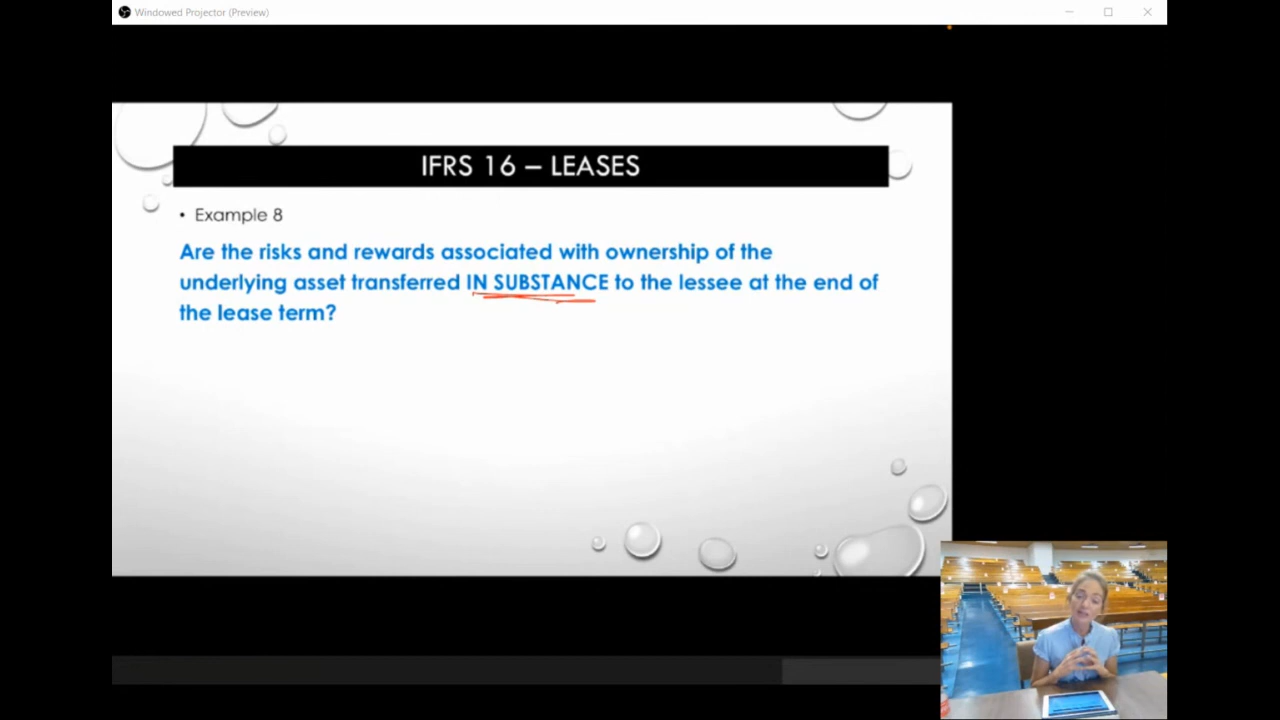 Windowed Projector (Preview)
IFRS 16 – LEASES
• Example 8
Are the risks and rewards associated with ownership of the
underlying asset transferred IN SUBSTANCE to the lessee at the end of
the lease term?